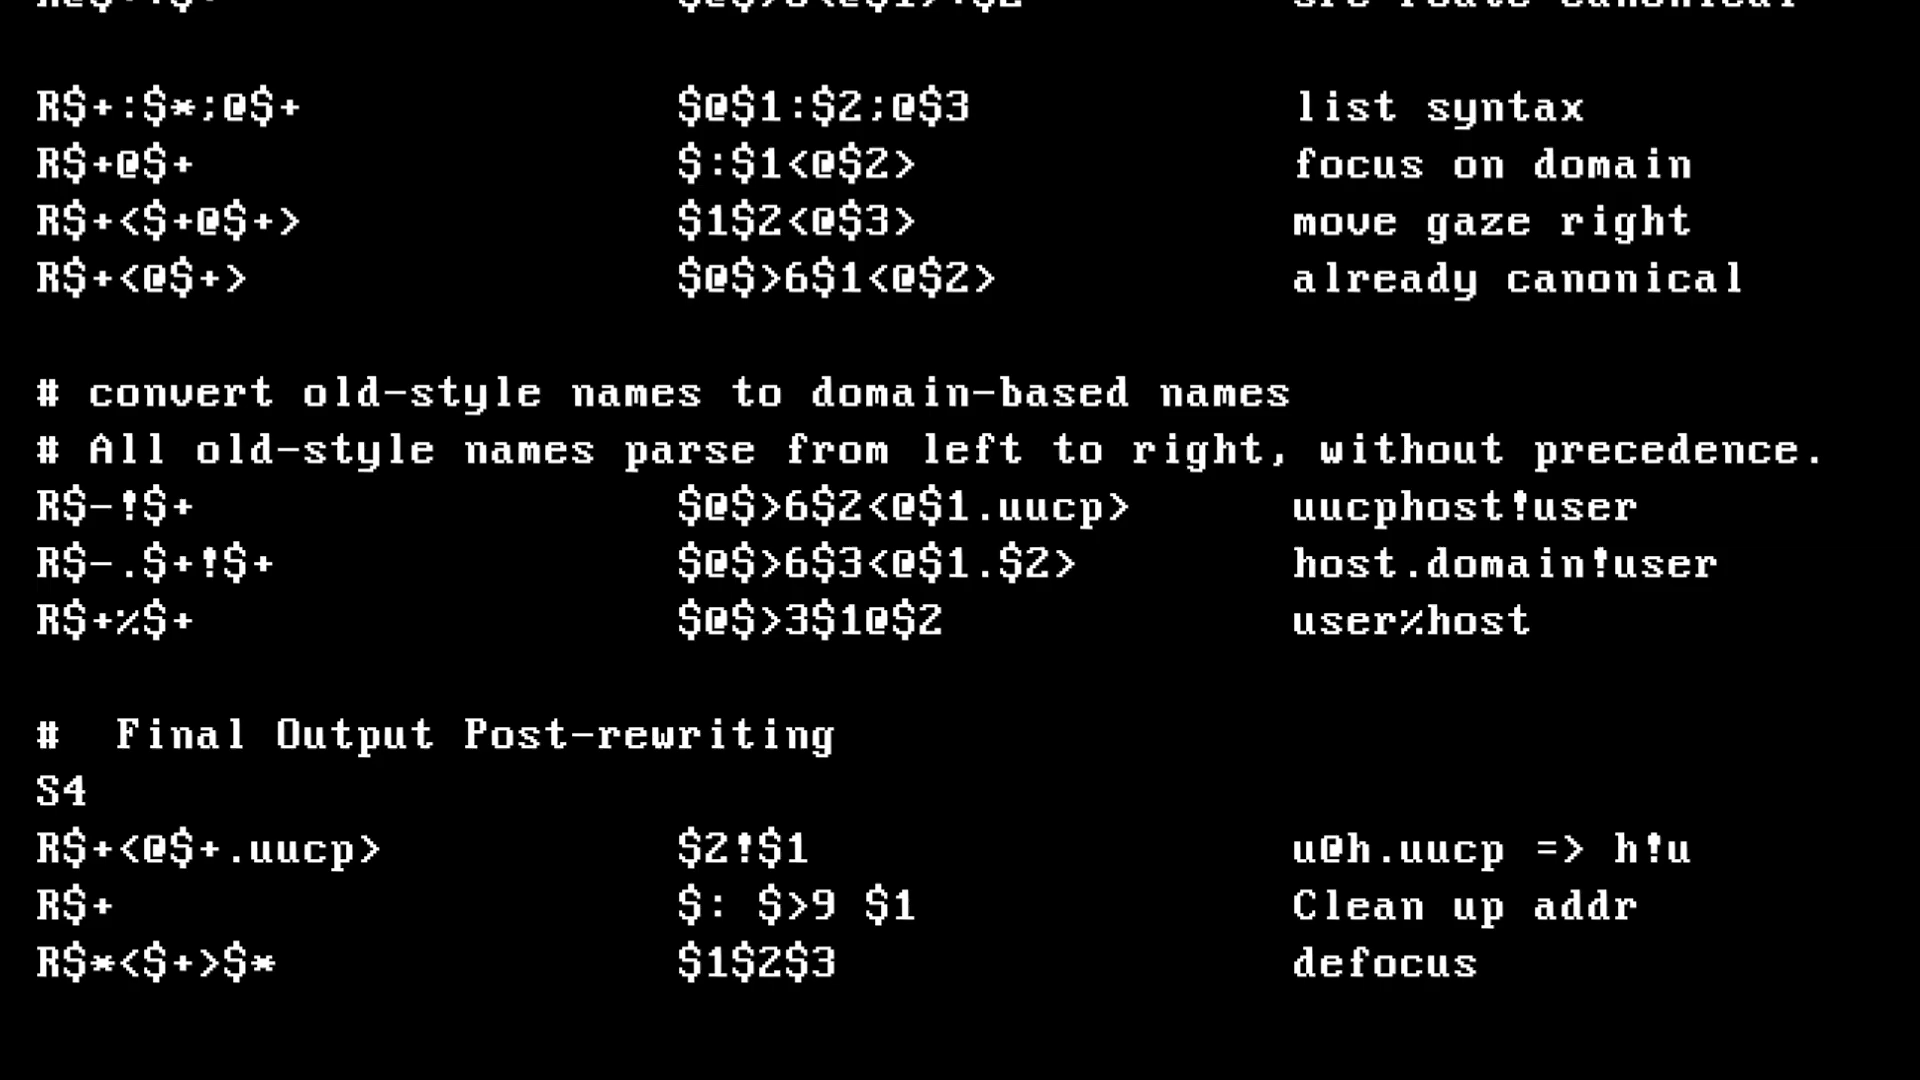 R$+:$*;@$+ $@$1:$2;@$3 list syntax
R$+@$+ $:$1<@$2> focus on domain
R$+<$+@$+> $1$2<@$3> move gaze right
R$+<@$+> $@$>6$1<@$2> already canonical
# convert old-style names to domain-based names
# All old-style names parse from left to right, without precedence.
R$-!$+ $@$>6$2<@$1.uucp> uucphost!user
R$-.$+!$+ $@$>6$3<@$1.$2> host.domain!user
R$+%$+ $@$>3$1@$2 user%host
#  Final Output Post-rewriting
S4
R$+<@$+.uucp> $2!$1 u@h.uucp => h!u
R$+ $: $>9 $1 Clean up addr
R$*<$+>$* $1$2$3 defocus